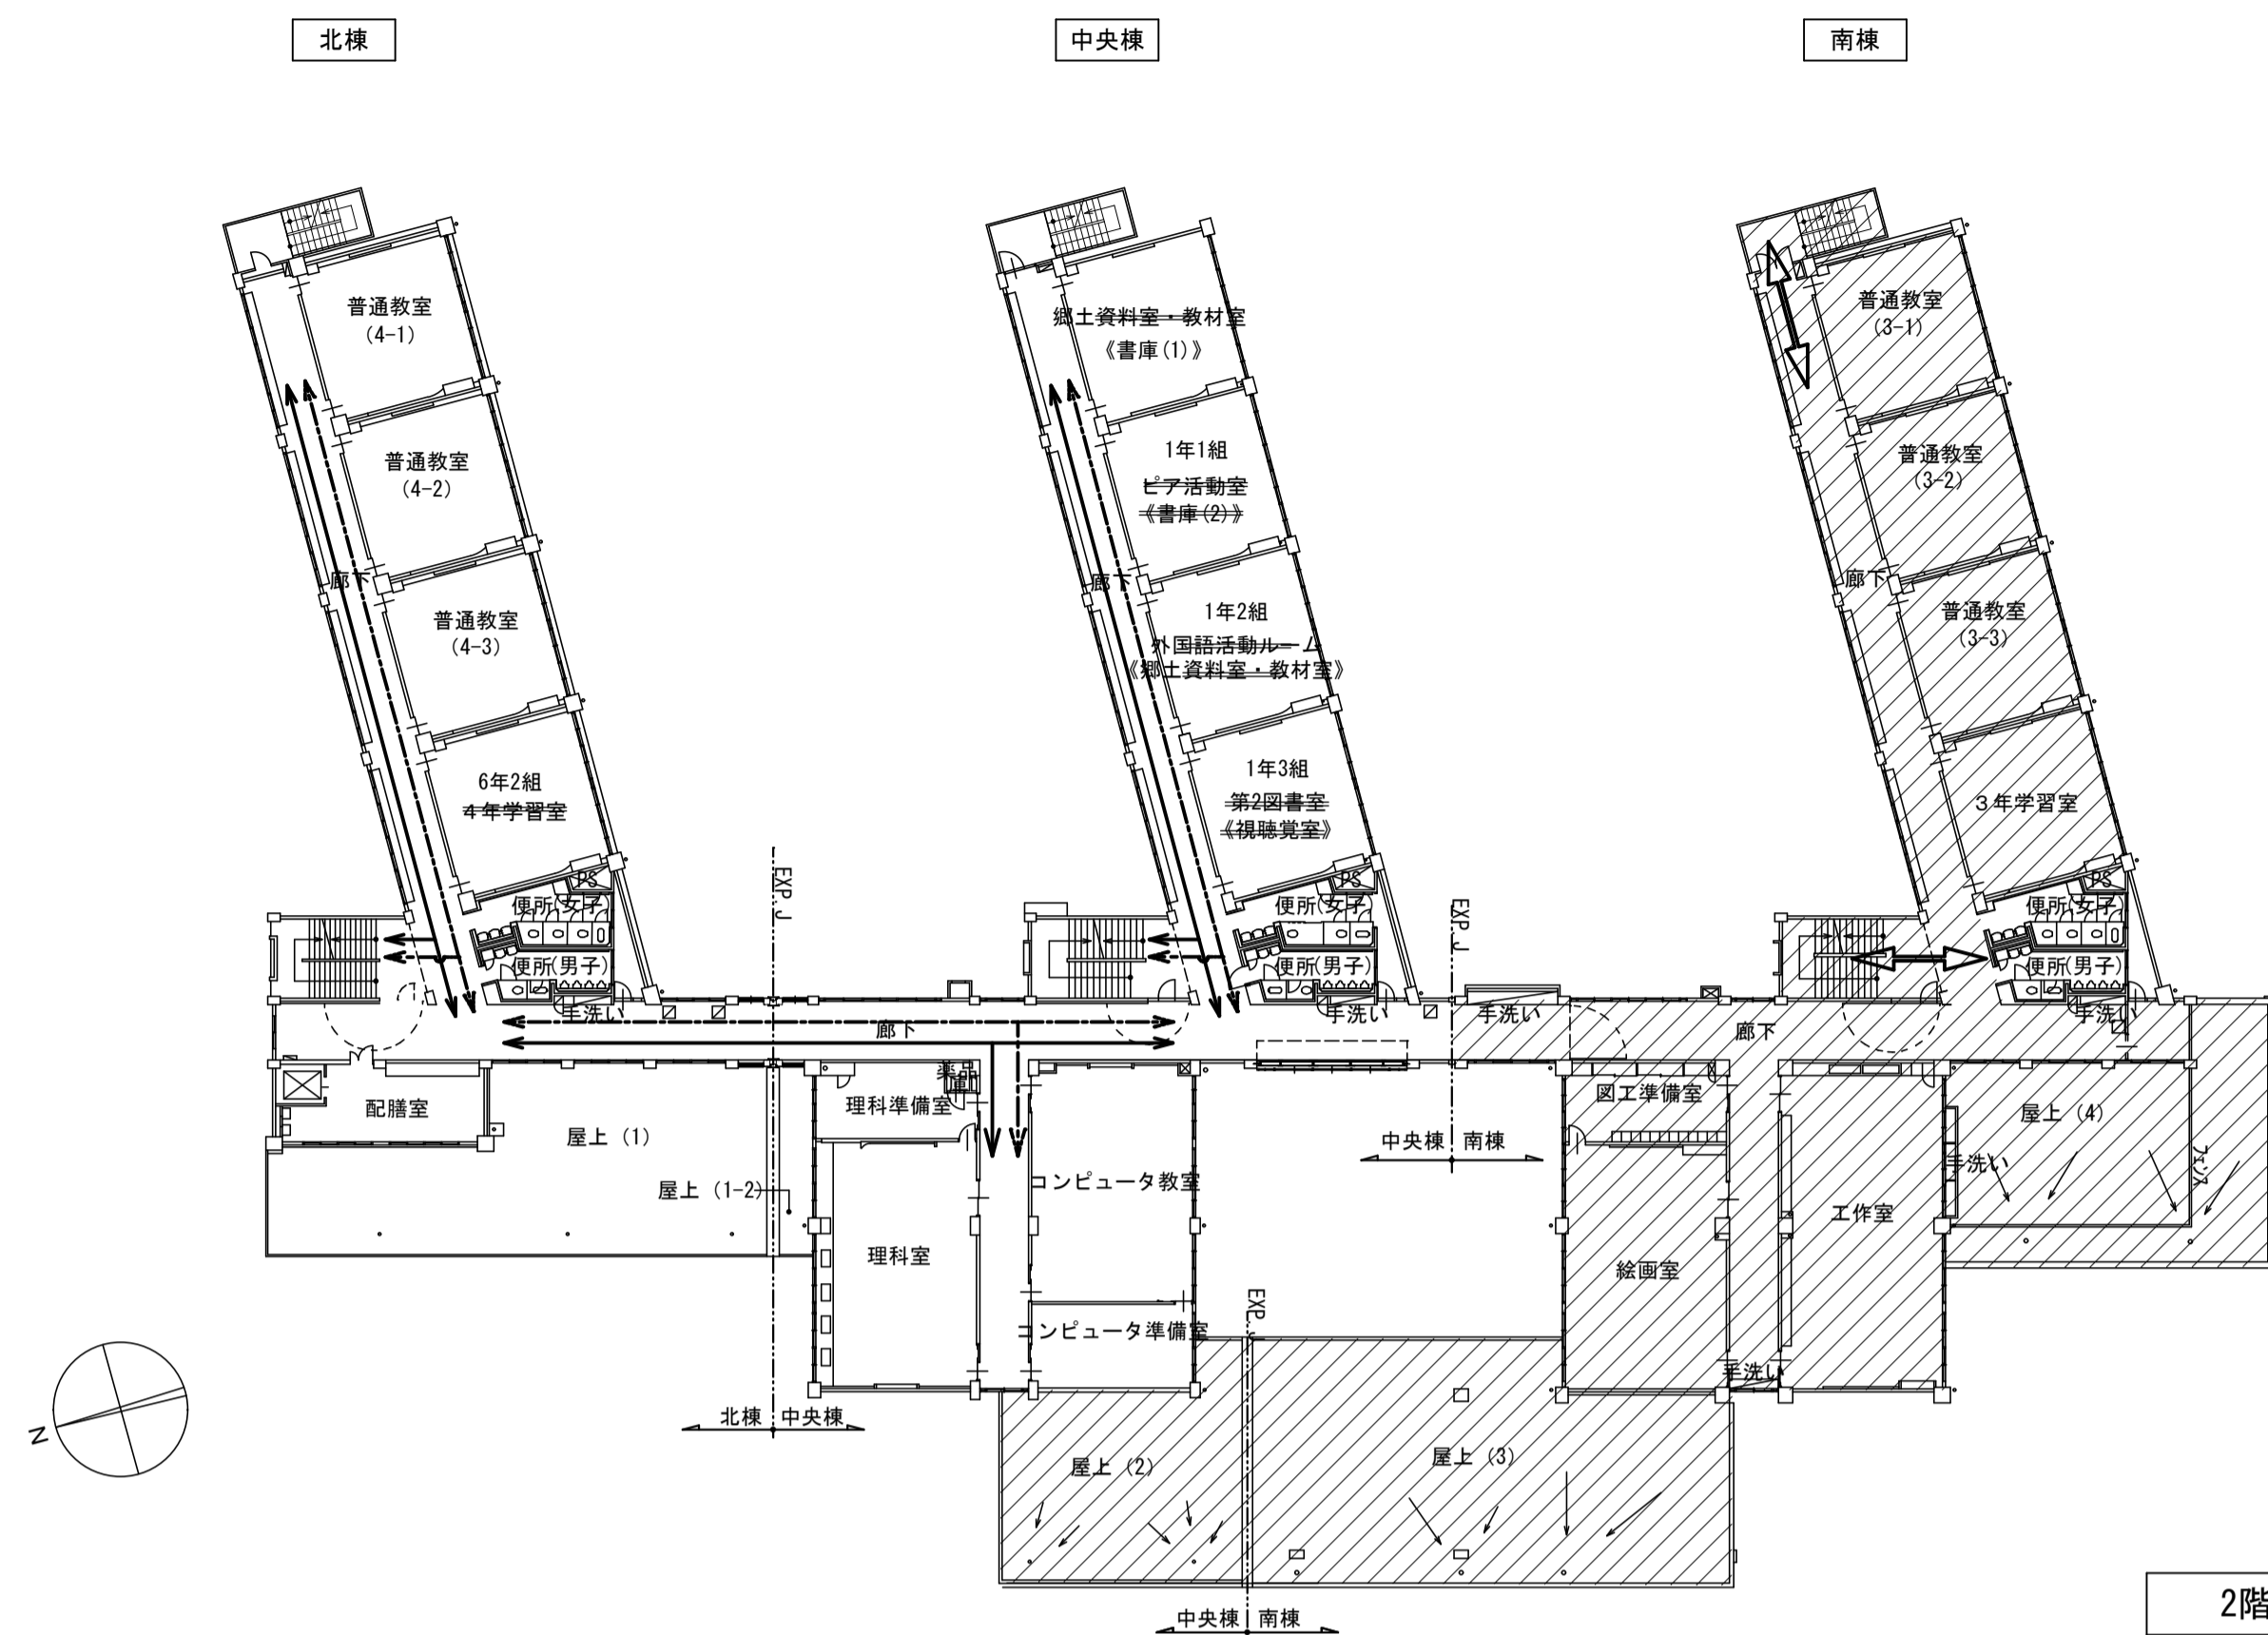 北棟
中央棟
南棟
普通教室
(4-1)
普通教室
(4-2)
廊下
普通教室
(4-3)
6年2組
4年学習室
PS
便所(女子)
便所(男子)
手洗い
EXP.J
郷土資料室・教材室
《書庫(1)》
1年1組
ピア活動室
《書庫(2)》
廊下
1年2組
外国語活動ルーム
《郷土資料室・教材室》
1年3組
第2図書室
《視聴覚室》
PS
便所(女子)
便所(男子)
手洗い
EXP.J
手洗い
普通教室
(3-1)
普通教室
(3-2)
廊下
普通教室
(3-3)
3年学習室
PS
便所(女子)
便所(男子)
手洗い
廊下
廊下
配膳室
屋上 (1)
屋上 (1-2)
理科準備室
薬品
庫
理科室
コンピュータ教室
コンピュータ準備室
中央棟 南棟
図工準備室
絵画室
工作室
手洗い
手洗い
屋上 (4)
フェンス
EXP.J
北棟 中央棟
屋上 (2)
屋上 (3)
中央棟 南棟
N
2階